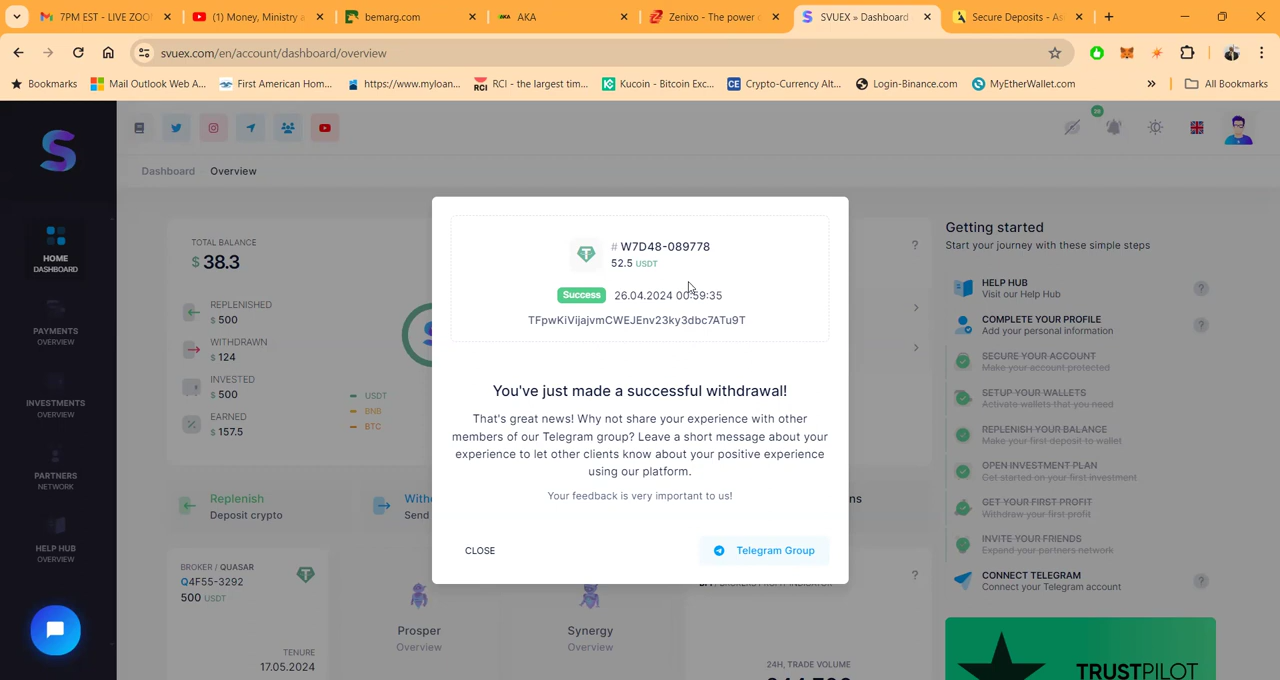 7PM EST - LIVE ZOO
(1) Money, Ministry a
bemarg.com
AKA
AKA
Zenixo - The power o
SVUEX » Dashboard
Secure Deposits - As
svuex.com/en/account/dashboard/overview
Bookmarks
Mail Outlook Web A...
First American Hom...
https://www.myloan...
RCI
RCI - the largest tim...
Kucoin - Bitcoin Exc...
CE
Crypto-Currency Alt...
Login-Binance.com
MyEtherWallet.com
»
All Bookmarks
Dashboard
Overview
HOME
DASHBOARD
PAYMENTS
OVERVIEW
INVESTMENTS
OVERVIEW
PARTNERS
NETWORK
HELP HUB
OVERVIEW
TOTAL BALANCE
$ 38.3
REPLENISHED
$ 500
WITHDRAWN
$ 124
INVESTED
$ 500
EARNED
$ 157.5
USDT
BNB
BTC
# W7D48-089778
52.5 USDT
Success 26.04.2024 00:59:35
TFpwKiVijajvmCWEJEnv23ky3dbc7ATu9T
You've just made a successful withdrawal!
That's great news! Why not share your experience with other
members of our Telegram group? Leave a short message about your
experience to let other clients know about your positive experience
using our platform.
Your feedback is very important to us!
CLOSE
Telegram Group
Replenish
Deposit crypto
Send
BROKER / QUASAR
Q4F55-3292
500 USDT
TENURE
17.05.2024
Prosper
Overview
Synergy
Overview
24H, TRADE VOLUME
Getting started
Start your journey with these simple steps
HELP HUB
Visit our Help Hub
COMPLETE YOUR PROFILE
Add your personal information
SECURE YOUR ACCOUNT
Make your account protected
SETUP YOUR WALLETS
Activate wallets that you need
REPLENISH YOUR BALANCE
Make your first deposit to wallet
OPEN INVESTMENT PLAN
Get started on your first investment
GET YOUR FIRST PROFIT
Withdraw your first profit
INVITE YOUR FRIENDS
Expand your partners network
CONNECT TELEGRAM
Connect your Telegram account
TRUSTPILOT